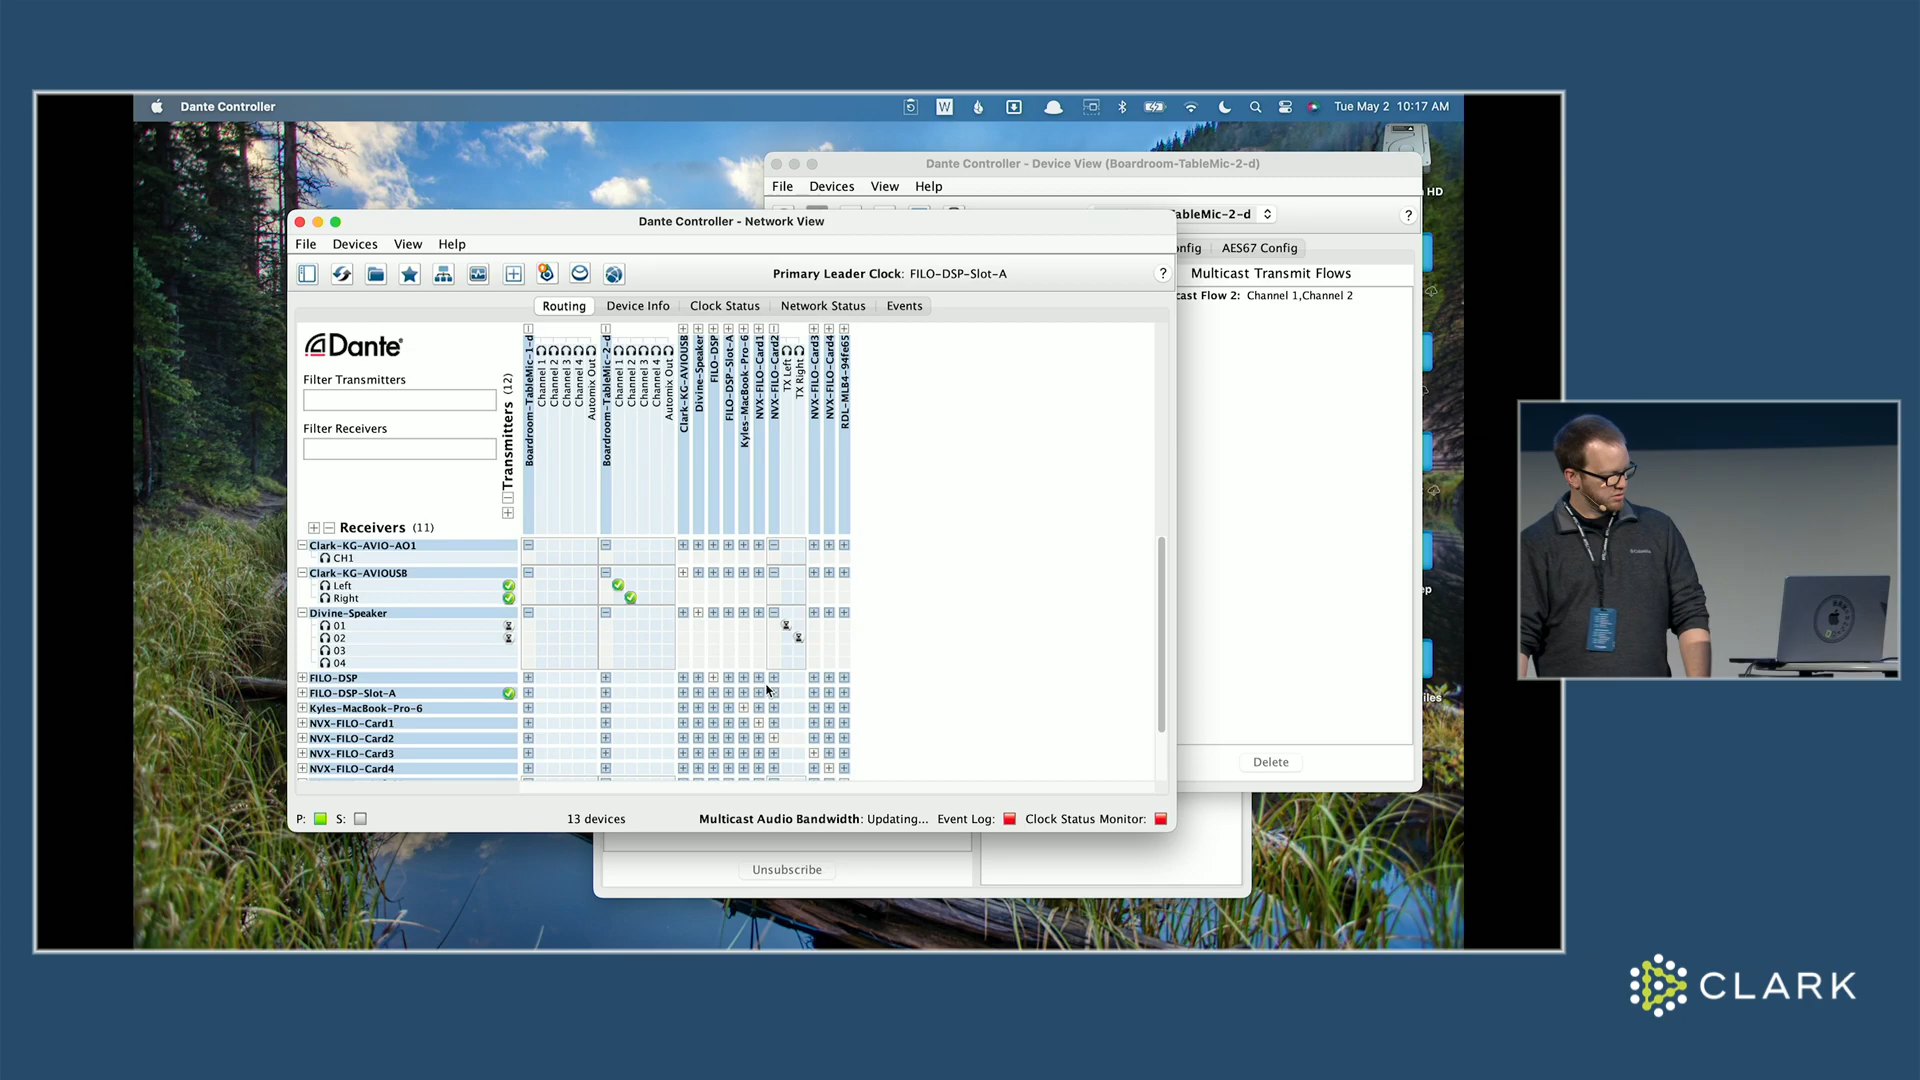 Dante Controller
W
Tue May 2 10:17 AM
HD
Dante Controller - Device View (Boardroom-TableMic-2-d)
File Devices View Help
ableMic-2-d
?
nfig AES67 Config
Multicast Transmit Flows
cast Flow 2: Channel 1,Channel 2
Delete
ep
iles
Dante Controller - Network View
File Devices View Help
Primary Leader Clock: FILO-DSP-Slot-A
?
Routing Device Info Clock Status Network Status Events
Dante
Filter Transmitters
Filter Receivers
Transmitters (12)
Boardroom-TableMic-1-d
Channel 1
Channel 2
Channel 3
Channel 4
Automix Out
Boardroom-TableMic-2-d
Channel 1
Channel 2
Channel 3
Channel 4
Automix Out
Clark-KG-AVIOUSB
Divine-Speaker
FILO-DSP
FILO-DSP-Slot-A
Kyles-MacBook-Pro-6
NVX-FILO-Card1
NVX-FILO-Card2
TX Left
TX Right
NVX-FILO-Card3
NVX-FILO-Card4
RDL-MLB4-94fe65
Receivers (11)
Clark-KG-AVIO-AO1
CH1
Clark-KG-AVIOUSB
Left
Right
Divine-Speaker
01
02
03
04
FILO-DSP
FILO-DSP-Slot-A
Kyles-MacBook-Pro-6
NVX-FILO-Card1
NVX-FILO-Card2
NVX-FILO-Card3
NVX-FILO-Card4
P: S: 13 devices Multicast Audio Bandwidth: Updating... Event Log: Clock Status Monitor:
Unsubscribe
Columbia
CLARK